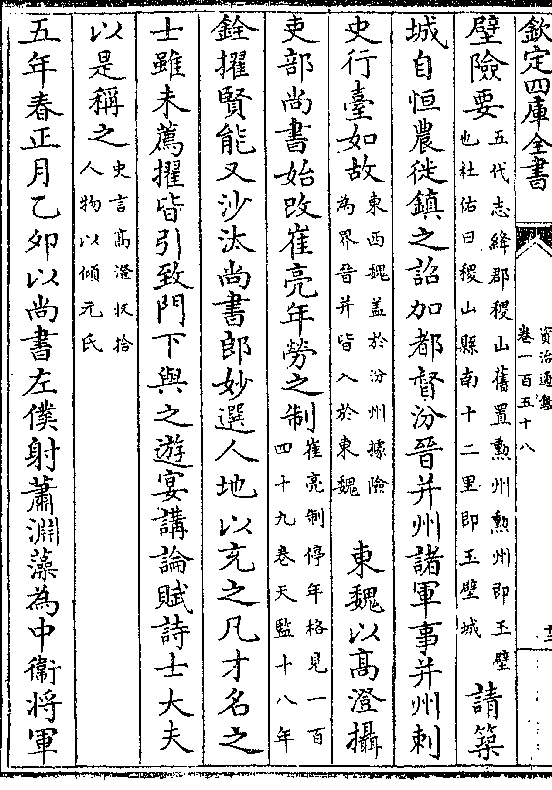 欽定四庫全書
資治通鑑
卷一百五十八
壁險要
五代志絳郡稷山舊置勲州勲州即玉壁
也杜佑曰稷山縣南十二里即玉壁城
請築
城自恒農徙鎮之詔加都督汾晉并州諸軍事并州刺
史行臺如故
東西魏盖於汾州據險
為界晉并皆入於東魏
東魏以高澄攝
吏部尚書始改崔亮年勞之制
崔亮制停年格見一百
四十九卷天監十八年
銓擢賢能又沙汰尚書郎妙選人地以充之凡才名之
士雖未薦擢皆引致門下與之遊宴講論賦詩士大夫
以是稱之
史言髙澄收拾
人物以傾元氏
五年春正月乙夘以尚書左僕射蕭淵藻為中衞將軍